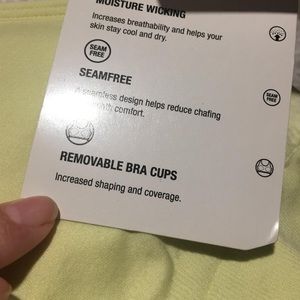 MOISTURE WICKING
Increases breathability and helps your
skin stay cool and dry.
SEAM
FREE
SEAMFREE
A seamless design helps reduce chafing
comfort.
REMOVABLE BRA CUPS
Increased shaping and coverage.
SEAM
FREE